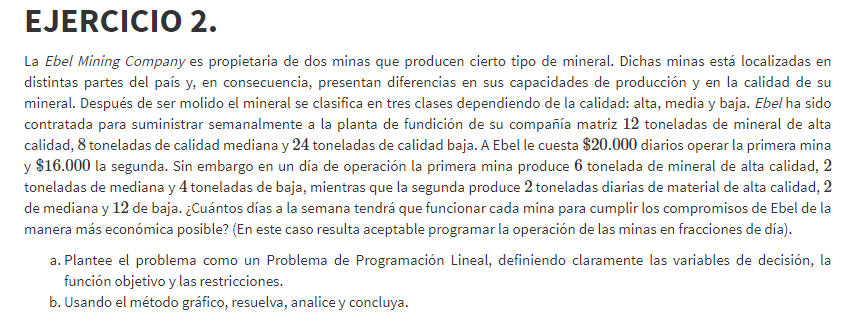 EJERCICIO 2.
La Ebel Mining Company es propietaria de dos minas que producen cierto tipo de mineral. Dichas minas está localizadas en
distintas partes del país y, en consecuencia, presentan diferencias en sus capacidades de producción y en la calidad de su
mineral. Después de ser molido el mineral se clasifica en tres clases dependiendo de la calidad: alta, media y baja. Ebel ha sido
contratada para suministrar semanalmente a la planta de fundición de su compañía matriz 12 toneladas de mineral de alta
calidad, 8 toneladas de calidad mediana y 24 toneladas de calidad baja. A Ebel le cuesta $20.000 diarios operar la primera mina
y $16.000 la segunda. Sin embargo en un día de operación la primera mina produce 6 tonelada de mineral de alta calidad, 2
toneladas de mediana y 4 toneladas de baja, mientras que la segunda produce 2 toneladas diarias de material de alta calidad, 2
de mediana y 12 de baja. ¿Cuántos días a la semana tendrá que funcionar cada mina para cumplir los compromisos de Ebel de la
manera más económica posible? (En este caso resulta aceptable programar la operación de las minas en fracciones de día).
a. Plantee el problema como un Problema de Programación Lineal, definiendo claramente las variables de decisión, la
función objetivo y las restricciones.
b. Usando el método gráfico, resuelva, analice y concluya.